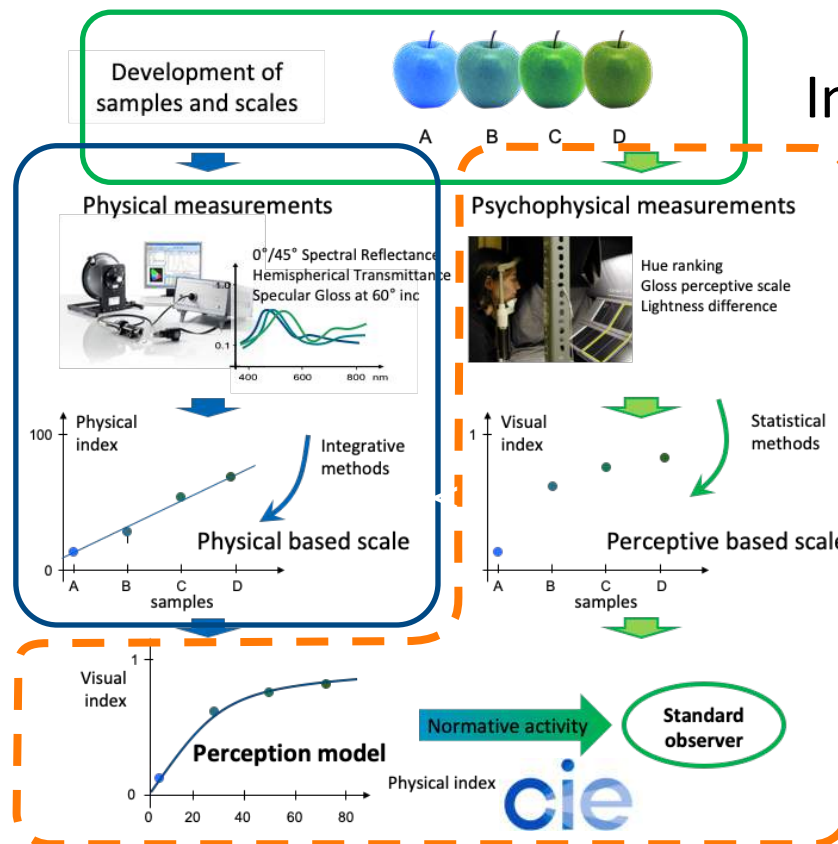 Development of
samples and scales
A B C D
In
Physical measurements
0°/45° Spectral Reflectance
Hemispherical Transmittance
Specular Gloss at 60° inc
1.0
0.1
400 600 800 nm
Psychophysical measurements
Hue ranking
Gloss perceptive scale
Lightness difference
100
Physical
index
Integrative
methods
Physical based scale
0
A B C D
samples
1
Visual
index
Statistical
methods
Perceptive based scale
0
A B C D
samples
1
Visual
index
Perception model
0
0 20 40 60 80
Physical index
Normative activity
Standard
observer
cie